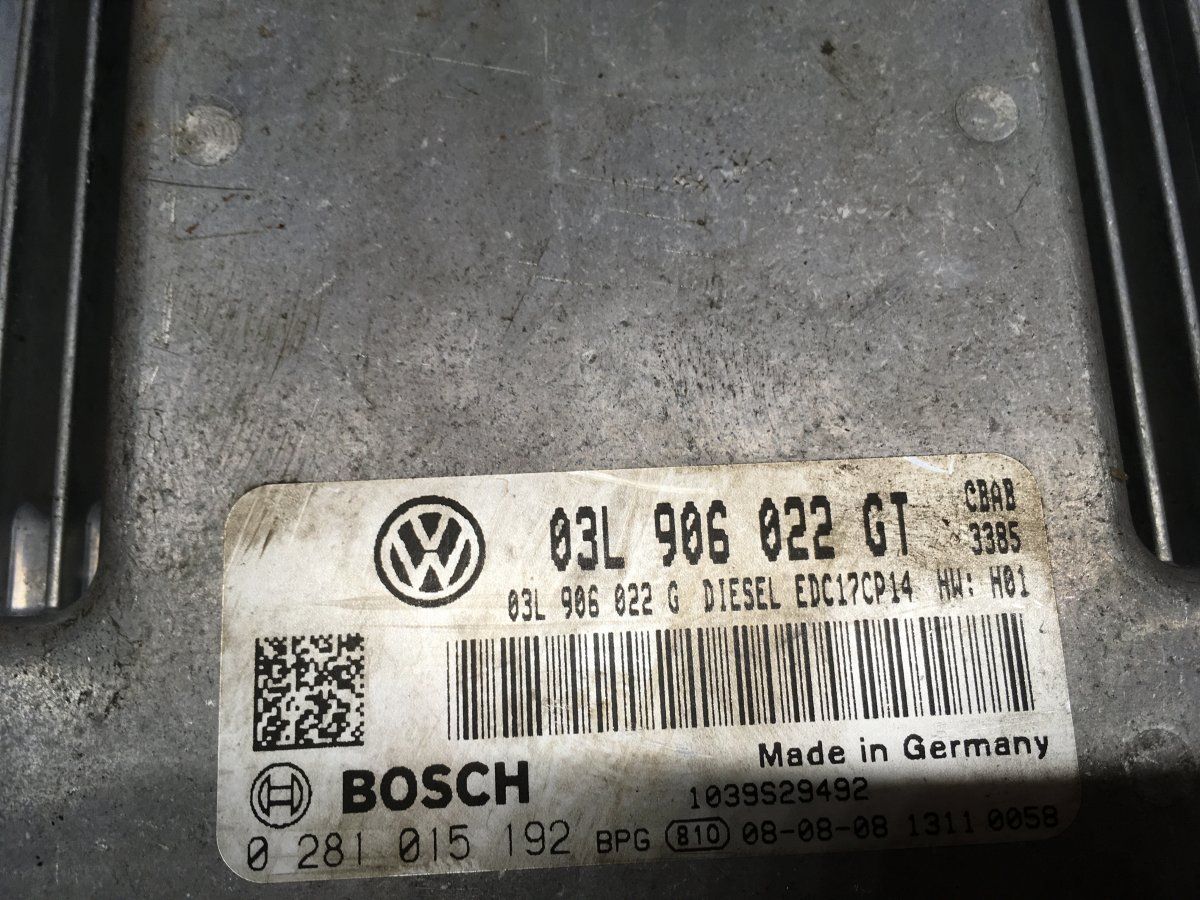 03L 906 022 GT CBAB
3385
03L 906 022 G DIESEL EDC17CP14 HW: H01
Made in Germany
BOSCH
1039S29492
0 281 015 192 BPG 810 08-08-08 1311 0058